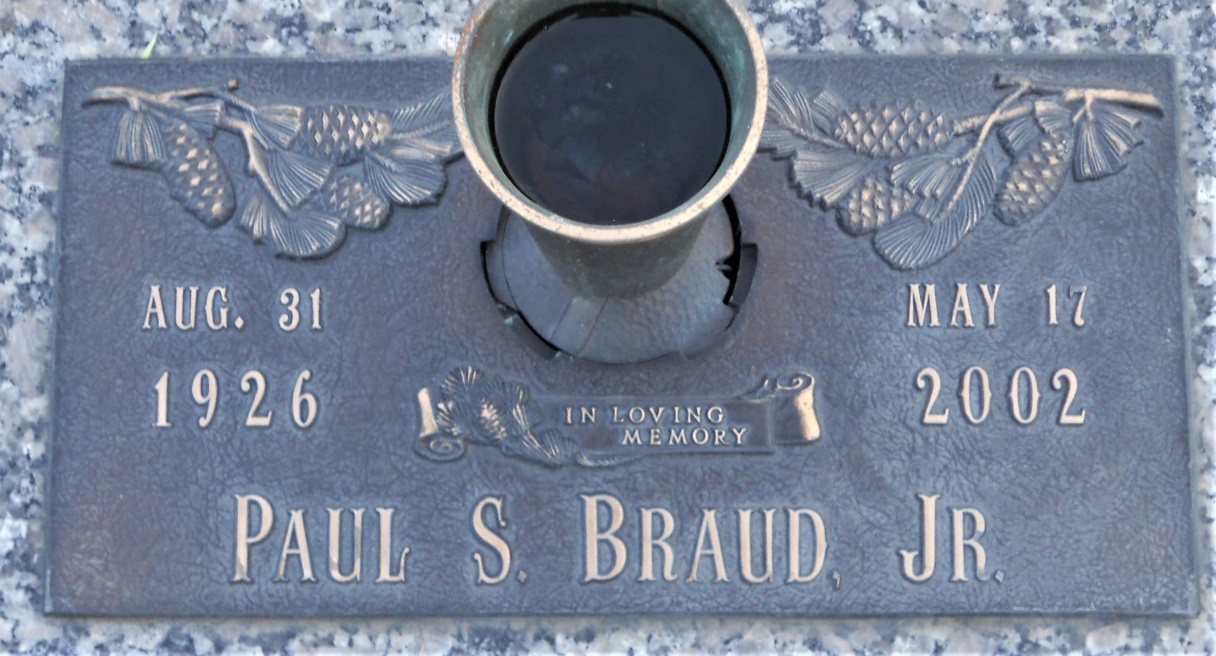 AUG. 31
1926
MAY 17
2002
IN LOVING
MEMORY
PAUL S. BRAUD, JR.